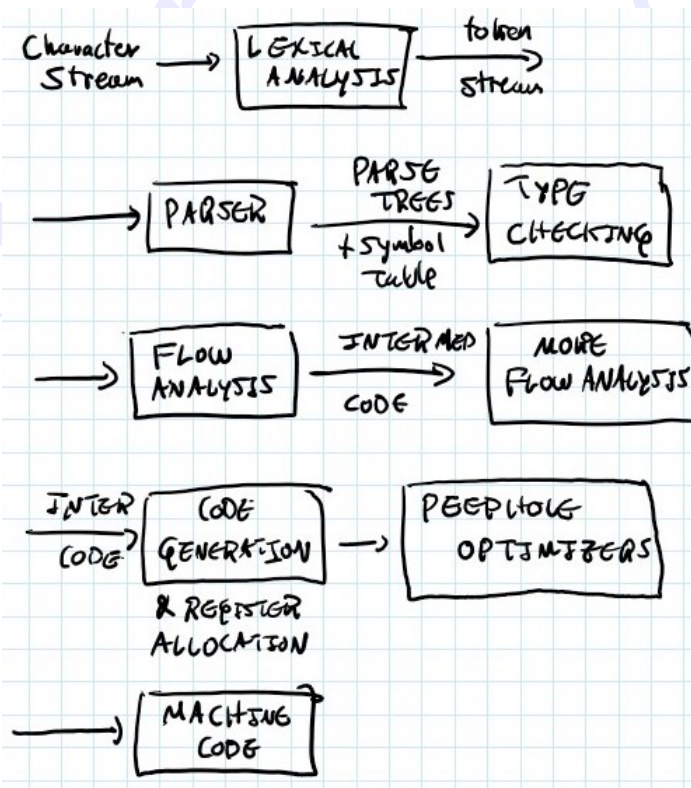 Character
Stream
LEXICAL
ANALYSIS
token
stream
PARSER
PARSE
TREES
+ Symbol
Table
TYPE
CHECKING
FLOW
ANALYSIS
INTERMED
CODE
MORE
FLOW ANALYSIS
INTER
CODE
CODE
GENERATION
& REGISTER
ALLOCATION
PEEPHOLE
OPTIMIZERS
MACHINE
CODE